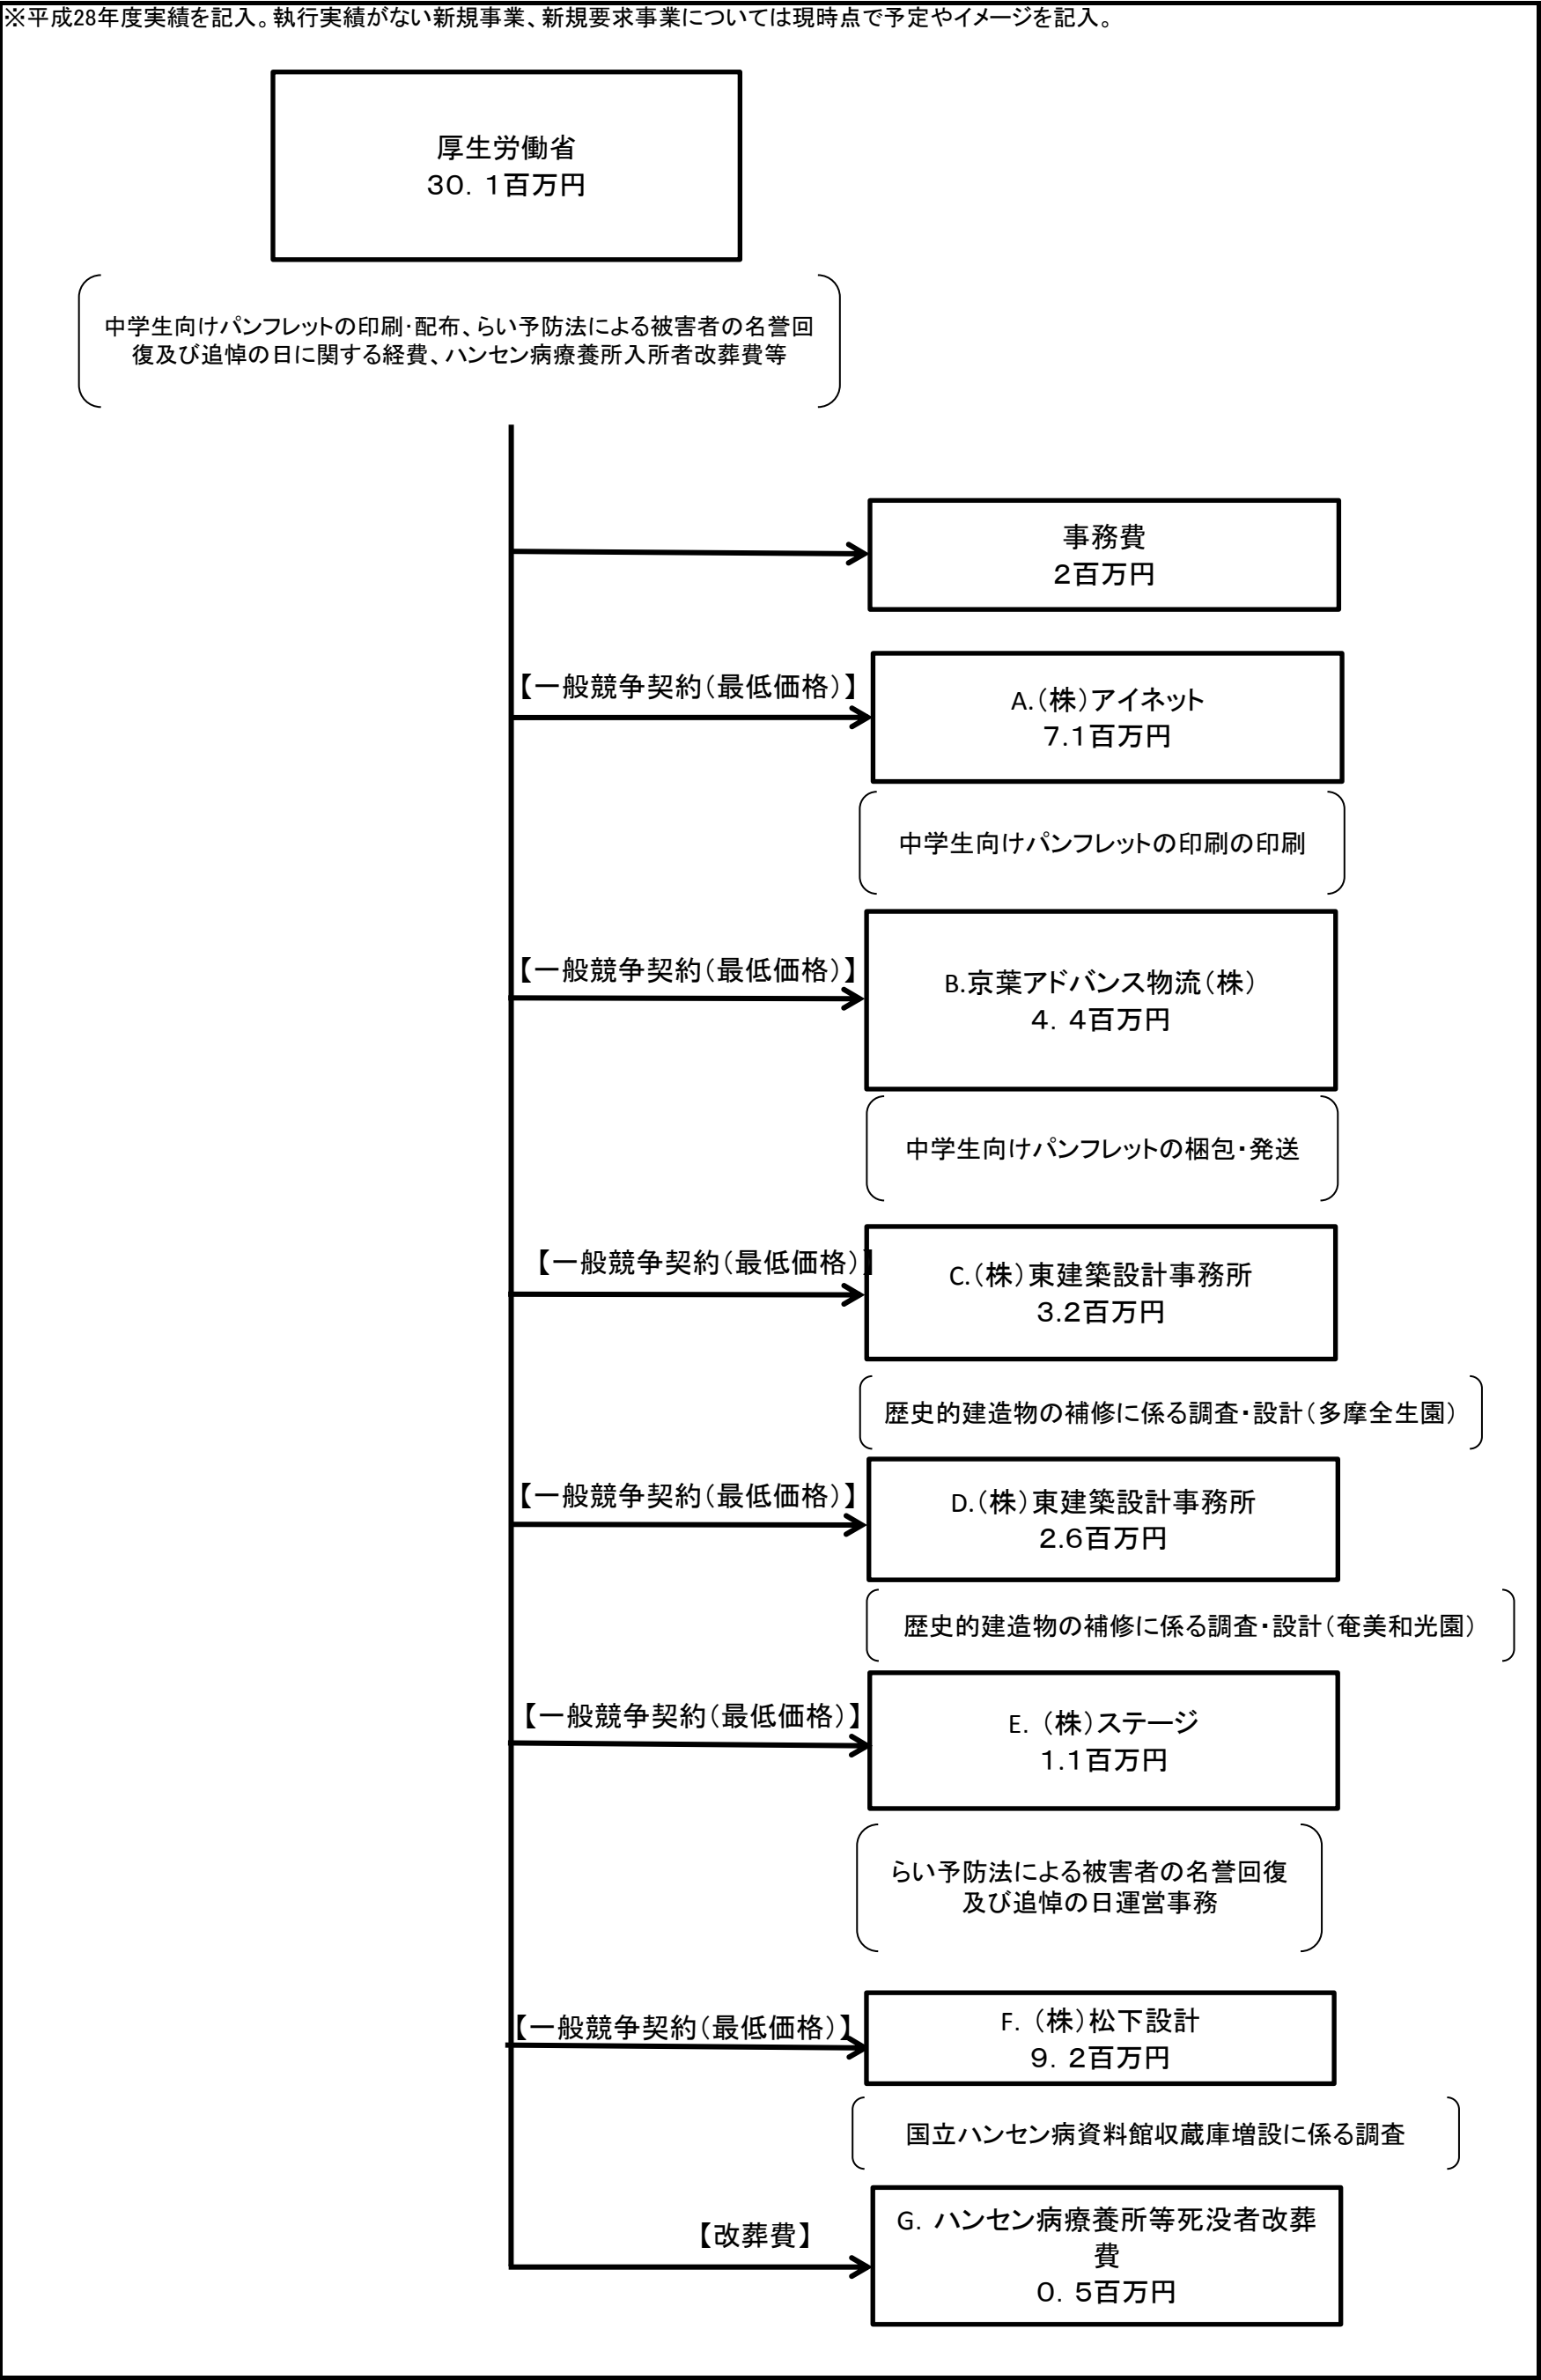 ※平成28年度実績を記入。執行実績がない新規事業、新規要求事業については現時点で予定やイメージを記入。
厚生労働省
３０．１百万円
中学生向けパンフレットの印刷･配布、らい予防法による被害者の名誉回
復及び追悼の日に関する経費、ハンセン病療養所入所者改葬費等
事務費
２百万円
【一般競争契約（最低価格）】
A.（株）アイネット
７.１百万円
中学生向けパンフレットの印刷の印刷
【一般競争契約（最低価格）】
B.京葉アドバンス物流（株）
４．４百万円
中学生向けパンフレットの梱包・発送
【一般競争契約（最低価格）】
C.（株）東建築設計事務所
３.２百万円
歴史的建造物の補修に係る調査・設計（多摩全生園）
【一般競争契約（最低価格）】
D.（株）東建築設計事務所
２.６百万円
歴史的建造物の補修に係る調査・設計（奄美和光園）
【一般競争契約（最低価格）】
E.（株）ステージ
１.１百万円
らい予防法による被害者の名誉回復
及び追悼の日運営事務
【一般競争契約（最低価格）】
F.（株）松下設計
９．２百万円
国立ハンセン病資料館収蔵庫増設に係る調査
【改葬費】
G. ハンセン病療養所等死没者改葬
費
０．５百万円